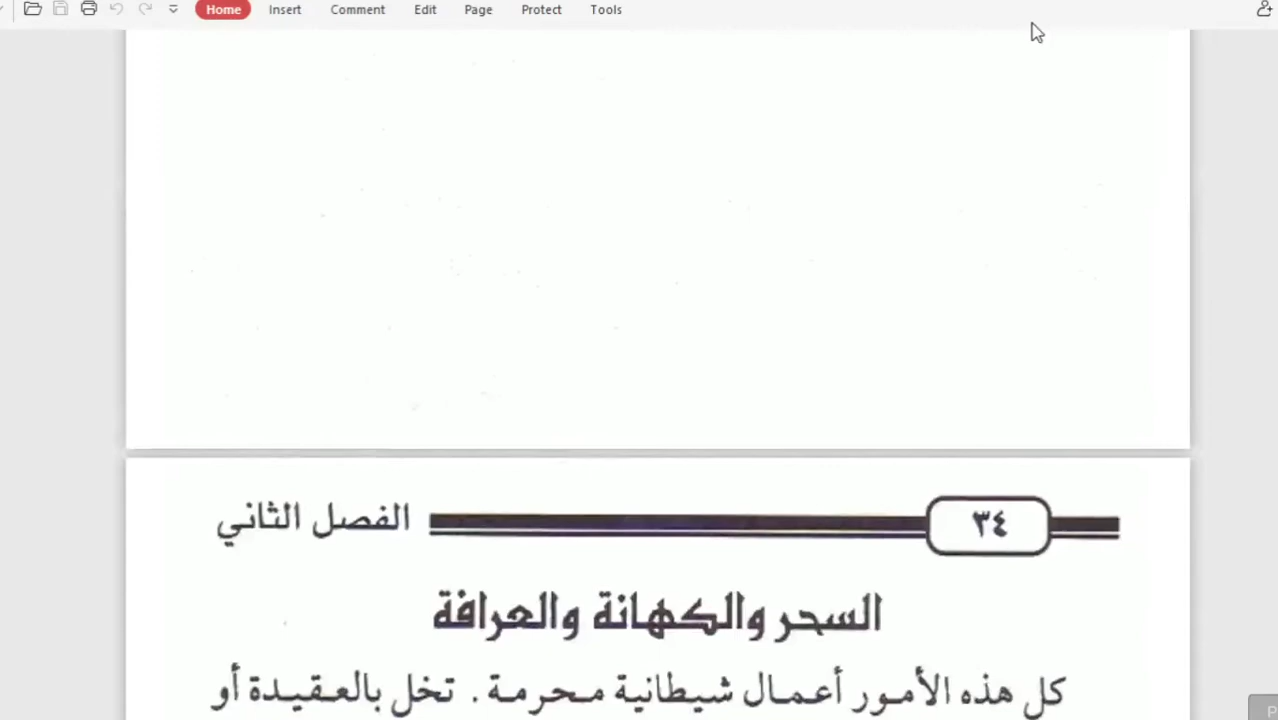 Home Insert Comment Edit Page Protect Tools
الفصل الثاني ٣٤
السحر والكهانة والعرافة
كل هذه الأمور أعمال شيطانية محرمة . تخل بالعقيدة أو